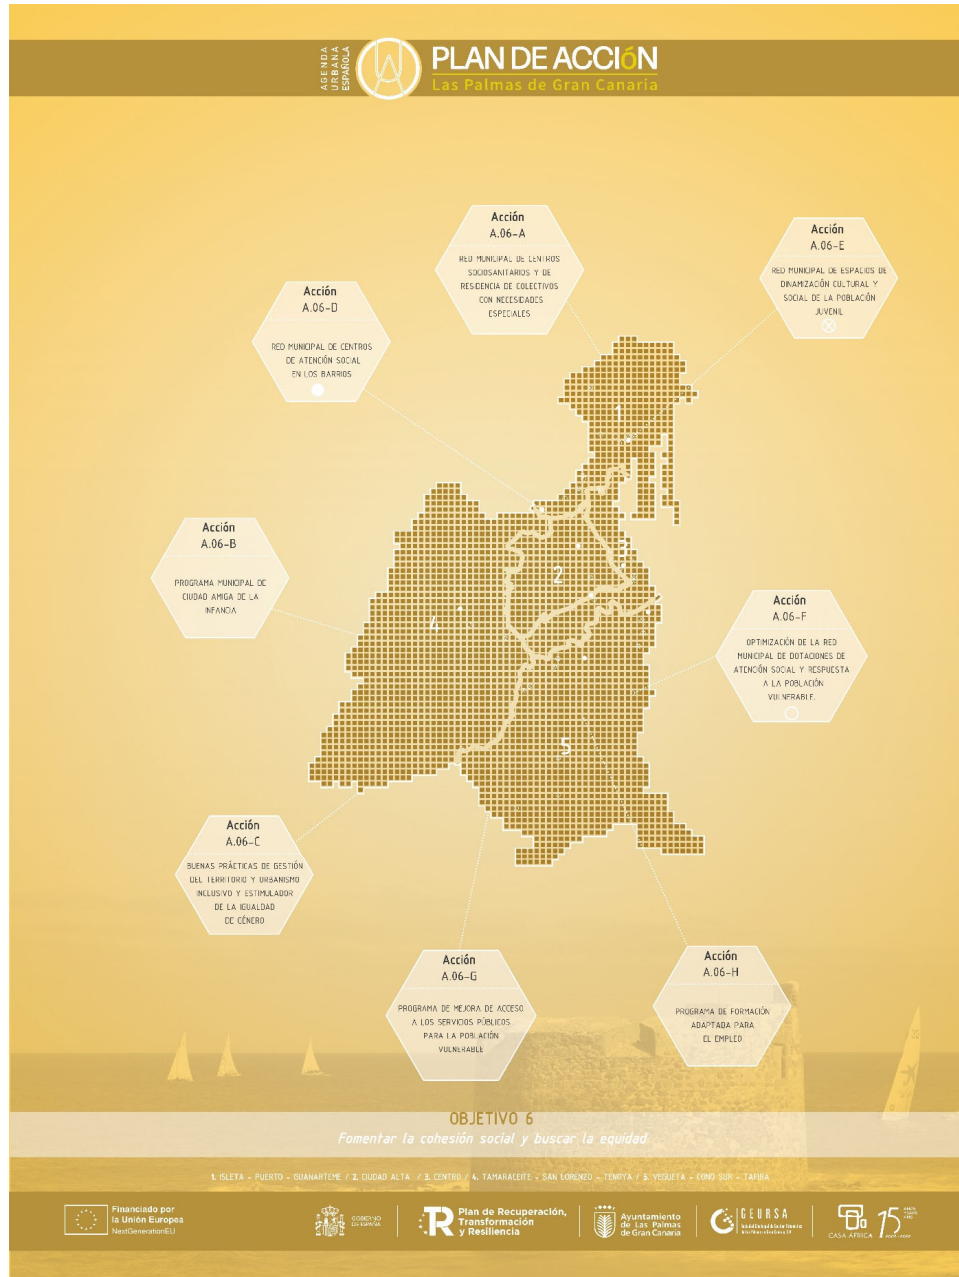 AGENDA
URBANA
ESPAÑOLA
PLAN DE ACCIÓN
Las Palmas de Gran Canaria
Acción
A.06-A
RED MUNICIPAL DE CENTROS
SOCIOSANITARIOS Y DE
RESIDENCIA DE COLECTIVOS
CON NECESIDADES
ESPECIALES
Acción
A.06-E
RED MUNICIPAL DE ESPACIOS DE
DINAMIZACIÓN CULTURAL Y
SOCIAL DE LA POBLACIÓN
JUVENIL
Acción
A.06-D
RED MUNICIPAL DE CENTROS
DE ATENCIÓN SOCIAL
EN LOS BARRIOS
1
3
2
4
5
Acción
A.06-B
PROGRAMA MUNICIPAL DE
CIUDAD AMIGA DE LA
INFANCIA
Acción
A.06-F
OPTIMIZACIÓN DE LA RED
MUNICIPAL DE DOTACIONES DE
ATENCIÓN SOCIAL Y RESPUESTA
A LA POBLACIÓN
VULNERABLE.
Acción
A.06-C
BUENAS PRÁCTICAS DE GESTIÓN
DEL TERRITORIO Y URBANISMO
INCLUSIVO Y ESTIMULADOR
DE LA IGUALDAD
DE GÉNERO
Acción
A.06-G
PROGRAMA DE MEJORA DE ACCESO
A LOS SERVICIOS PÚBLICOS
PARA LA POBLACIÓN
VULNERABLE
Acción
A.06-H
PROGRAMA DE FORMACIÓN
ADAPTADA PARA
EL EMPLEO
OBJETIVO 6
Fomentar la cohesión social y buscar la equidad
1. ISLETA - PUERTO - GUANARTEME / 2. CIUDAD ALTA / 3. CENTRO / 4. TAMARACEITE - SAN LORENZO - TENOYA / 5. VEGUETA - CONO SUR - TAFIRA
Financiado por
la Unión Europea
NextGenerationEU
GOBIERNO
DE ESPAÑA
Plan de Recuperación,
Transformación
y Resiliencia
Ayuntamiento
de Las Palmas
de Gran Canaria
GEURSA
CASA ÁFRICA
15